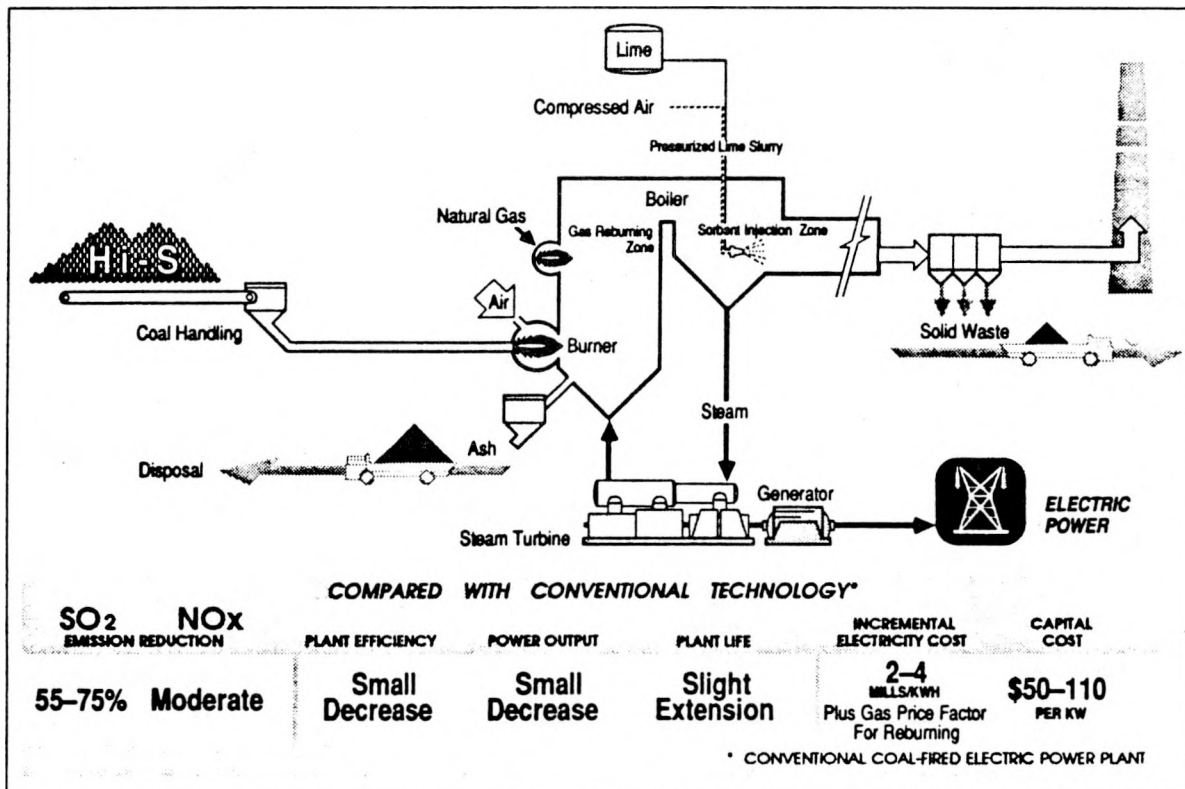 Lime
Compressed Air
Pressurized Lime Slurry
Boiler
Natural Gas
Gas Reburning
Zone
Sorbent Injection Zone
Hi-S
Air
Coal Handling
Burner
Solid Waste
Steam
Ash
Disposal
Generator
Steam Turbine
ELECTRIC
POWER
COMPARED WITH CONVENTIONAL TECHNOLOGY*
SO2 NOx
EMISSION REDUCTION
PLANT EFFICIENCY
POWER OUTPUT
PLANT LIFE
INCREMENTAL
ELECTRICITY COST
CAPITAL
COST
55–75% Moderate
Small
Decrease
Small
Decrease
Slight
Extension
2–4
MILLS/KWH
Plus Gas Price Factor
For Reburning
$50–110
PER KW
* CONVENTIONAL COAL-FIRED ELECTRIC POWER PLANT